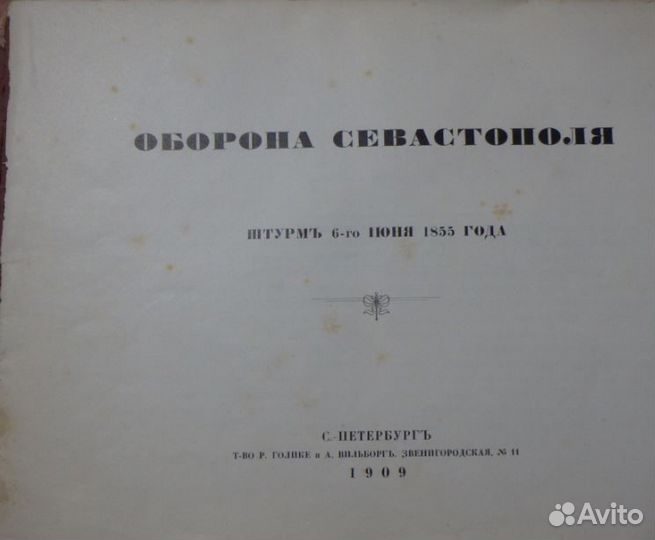 ОБОРОНА СЕВАСТОПОЛЯ
ШТУРМЪ 6-го ІЮНЯ 1855 ГОДА
С.-ПЕТЕРБУРГЪ
Т-ВО Р. ГОЛИКЕ и А. ВИЛЬБОРГЪ. ЗВЕНИГОРОДСКАЯ, № 11
1909
Avito